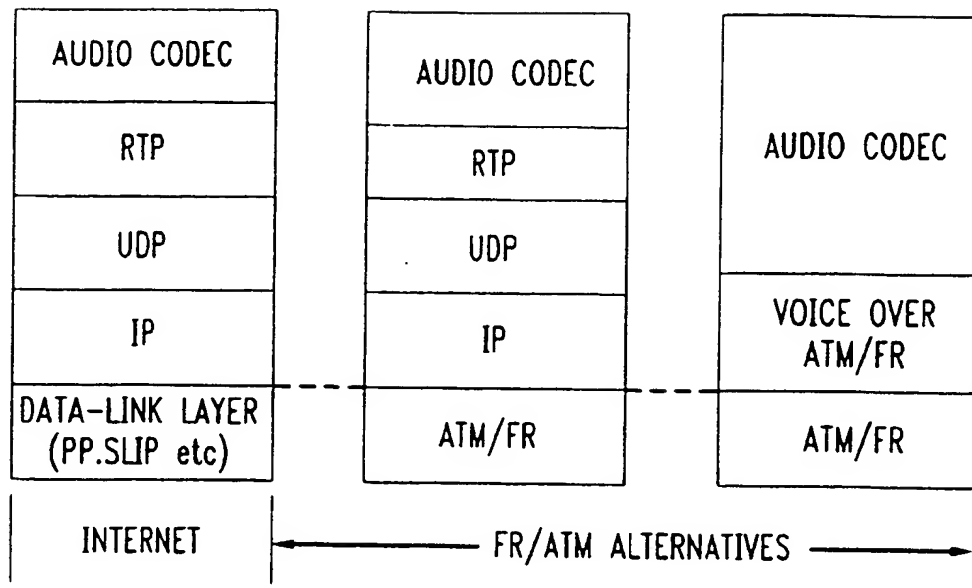 AUDIO CODEC
RTP
UDP
IP
DATA-LINK LAYER
(PP.SLIP etc)
INTERNET
AUDIO CODEC
RTP
UDP
IP
ATM/FR
AUDIO CODEC
VOICE OVER
ATM/FR
ATM/FR
FR/ATM ALTERNATIVES